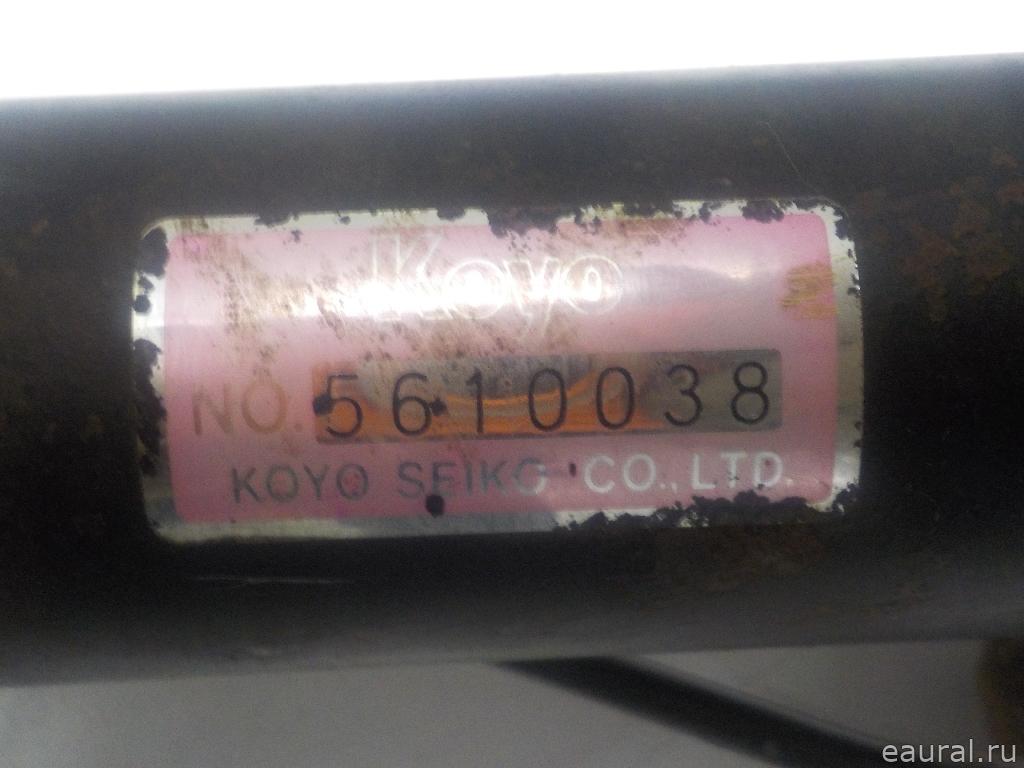 Koyo
NO. 5610038
KOYO SEIKO CO., LTD.
eaural.ru